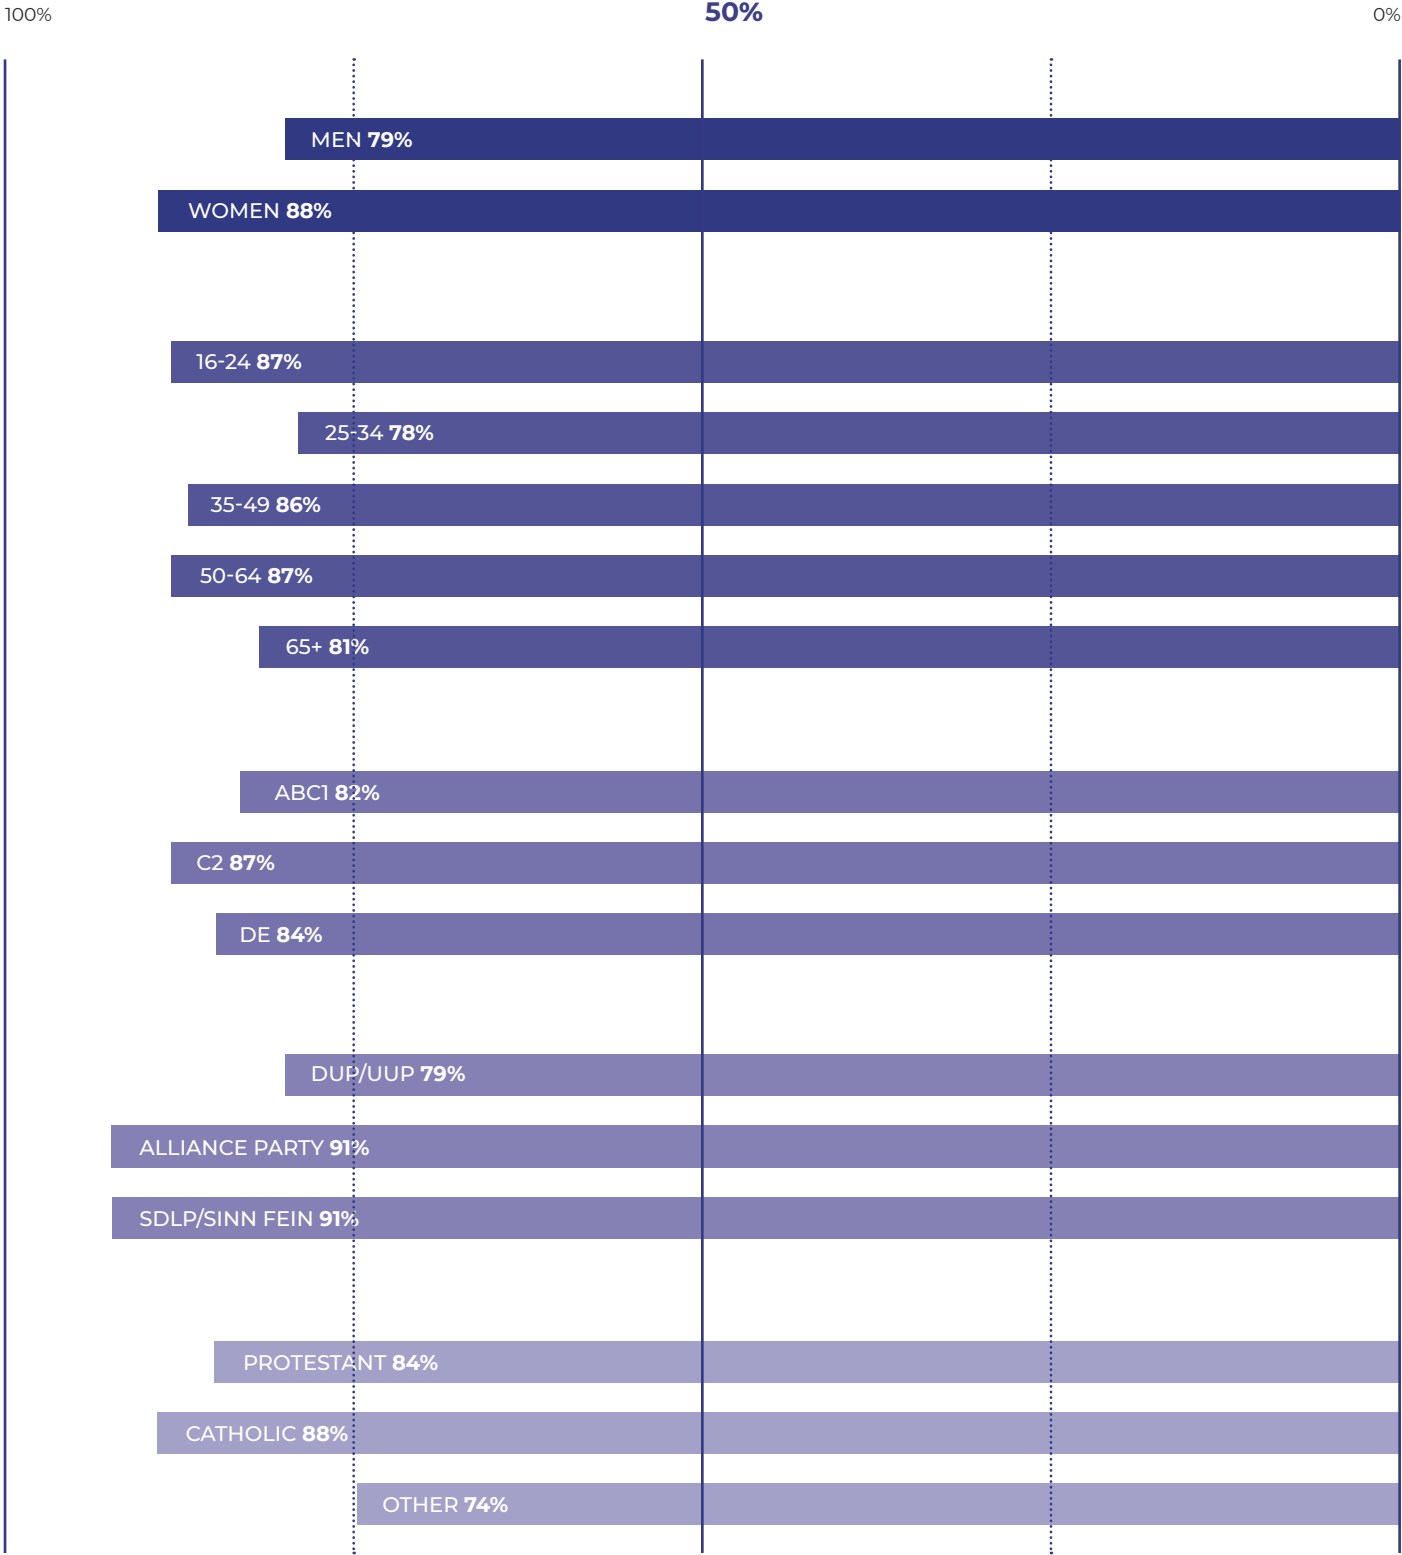 100% 50% 0%
MEN 79%
WOMEN 88%
16-24 87%
25-34 78%
35-49 86%
50-64 87%
65+ 81%
ABC1 82%
C2 87%
DE 84%
DUP/UUP 79%
ALLIANCE PARTY 91%
SDLP/SINN FEIN 91%
PROTESTANT 84%
CATHOLIC 88%
OTHER 74%